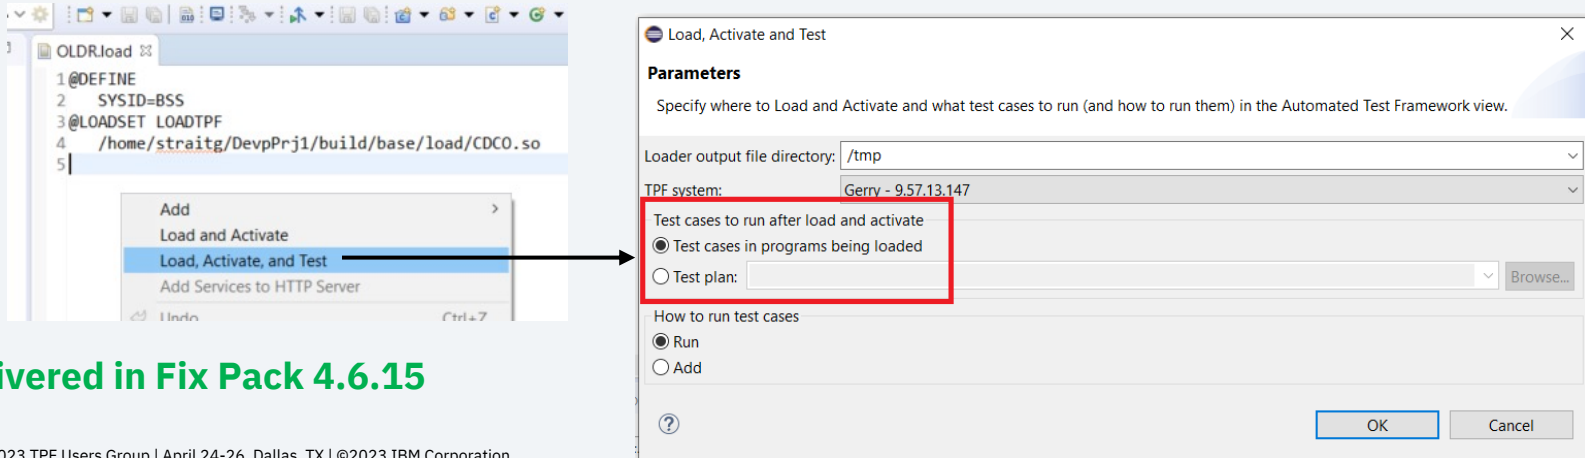 OLDR.load
1 @DEFINE
2 SYSID=BSS
3 @LOADSET LOADTPF
4 /home/straitg/DevpPrj1/build/base/load/CDCO.so
5
Add
Load and Activate
Load, Activate, and Test
Add Services to HTTP Server
Undo Ctrl+Z
ivered in Fix Pack 4.6.15
023 TPF Users Group | April 24-26, Dallas, TX | ©2023 IBM Corporation
Load, Activate and Test
Parameters
Specify where to Load and Activate and what test cases to run (and how to run them) in the Automated Test Framework view.
Loader output file directory: /tmp
TPF system: Gerry - 9.57.13.147
Test cases to run after load and activate
Test cases in programs being loaded
Test plan: Browse...
How to run test cases
Run
Add
OK Cancel